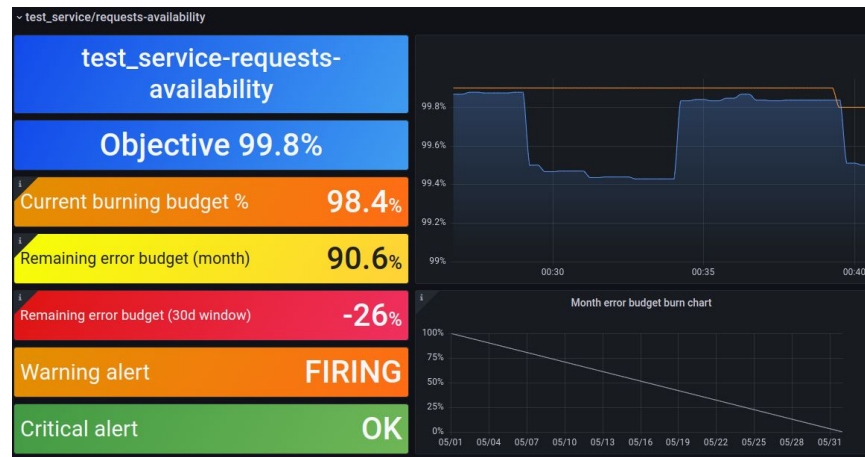 test_service/requests-availability
test_service-requests-
availability
Objective 99.8%
Current burning budget % 98.4%
Remaining error budget (month) 90.6%
Remaining error budget (30d window) -26%
Warning alert FIRING
Critical alert OK
99.8%
99.6%
99.4%
99.2%
99%
00:30 00:35 00:40
Month error budget burn chart
100%
75%
50%
25%
0%
05/01 05/04 05/07 05/10 05/13 05/16 05/19 05/22 05/25 05/28 05/31